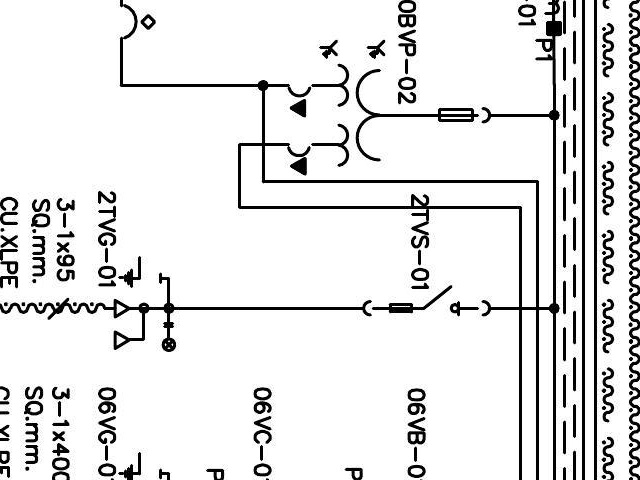 -01
P1
0BVP-02
2TVS-01
2TVG-01
3-1x95
SQ.mm.
CU.XLPE
06VB-0
06VC-0
06VG-0
3-1x400
SQ.mm.
CU.XLPE
P
P